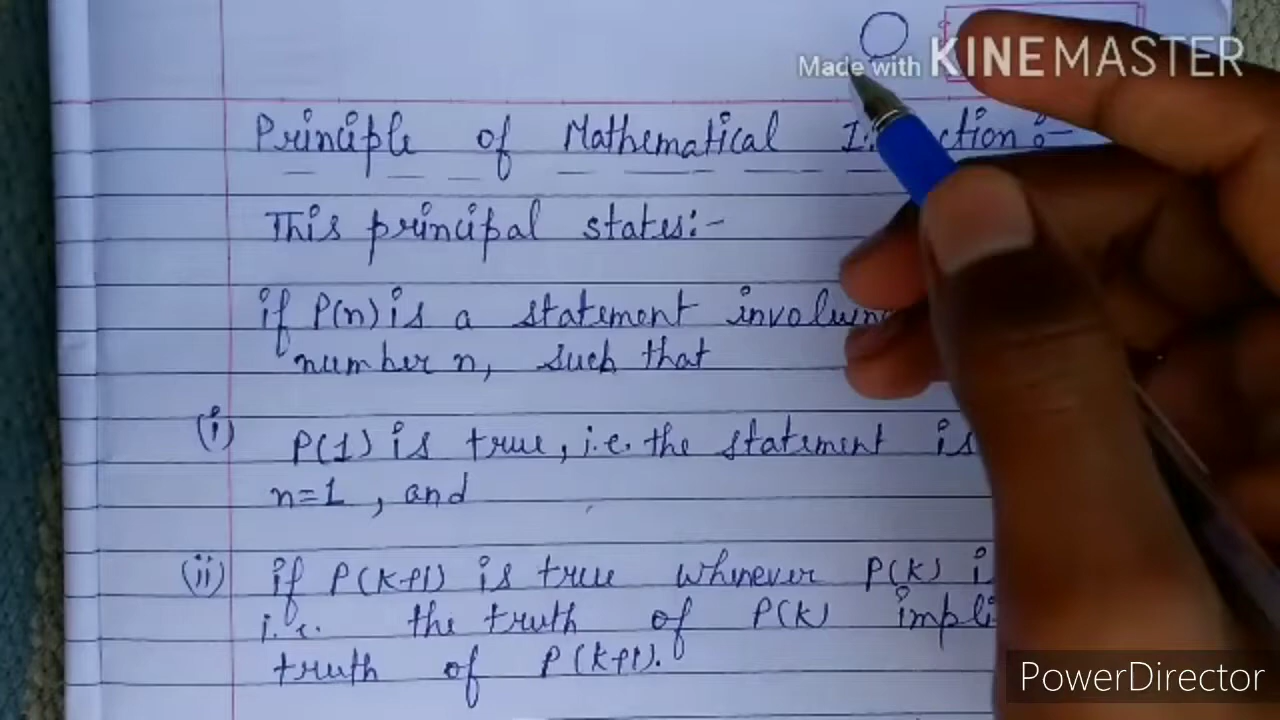 Made with KINEMASTER
Principle of Mathematical
This principal states:-
if P(n) is a statement
number n, such that
(i) P(1) is true, i.e. the statement is
n=1, and
(ii) if P(k+1) is true whenever P(k)
i.e. the truth of P(k)
truth of P(k+1).
PowerDirector